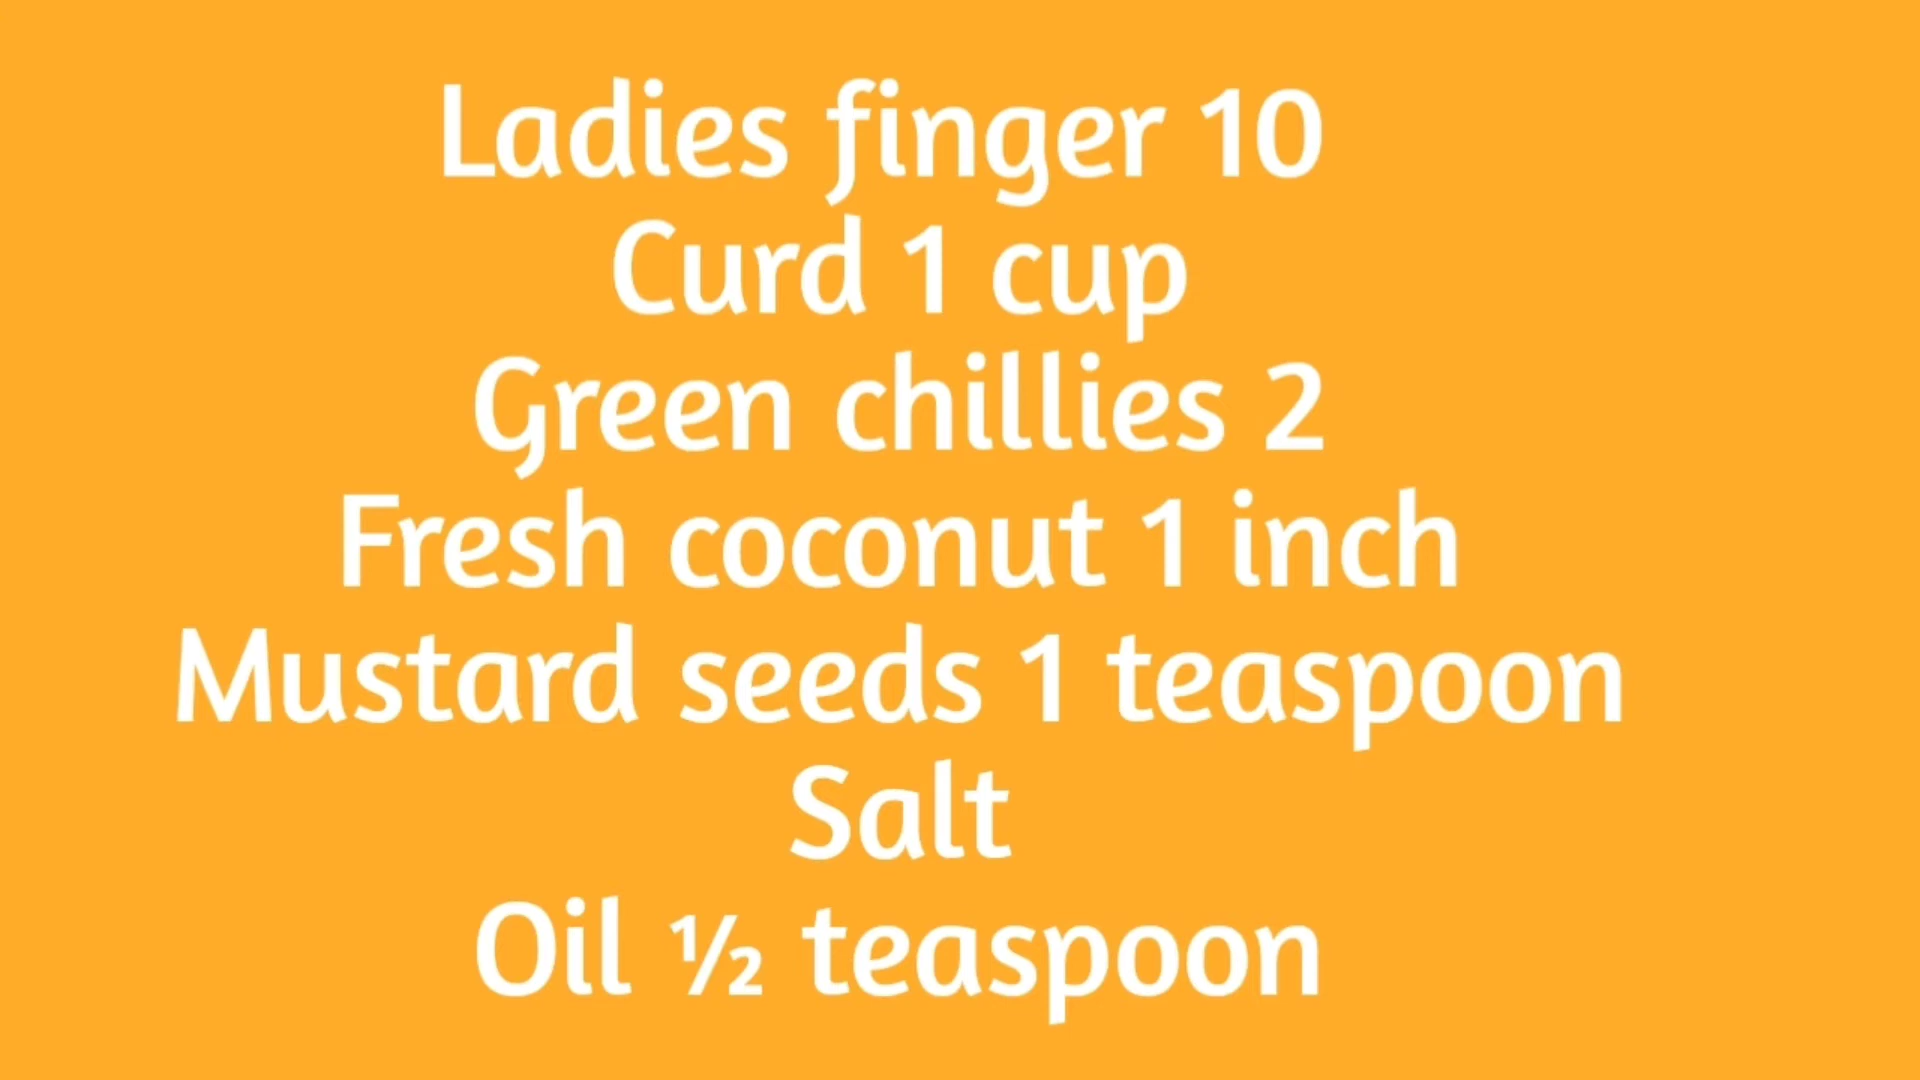 Ladies finger 10
Curd 1 cup
Green chillies 2
Fresh coconut 1 inch
Mustard seeds 1 teaspoon
Salt
Oil ½ teaspoon